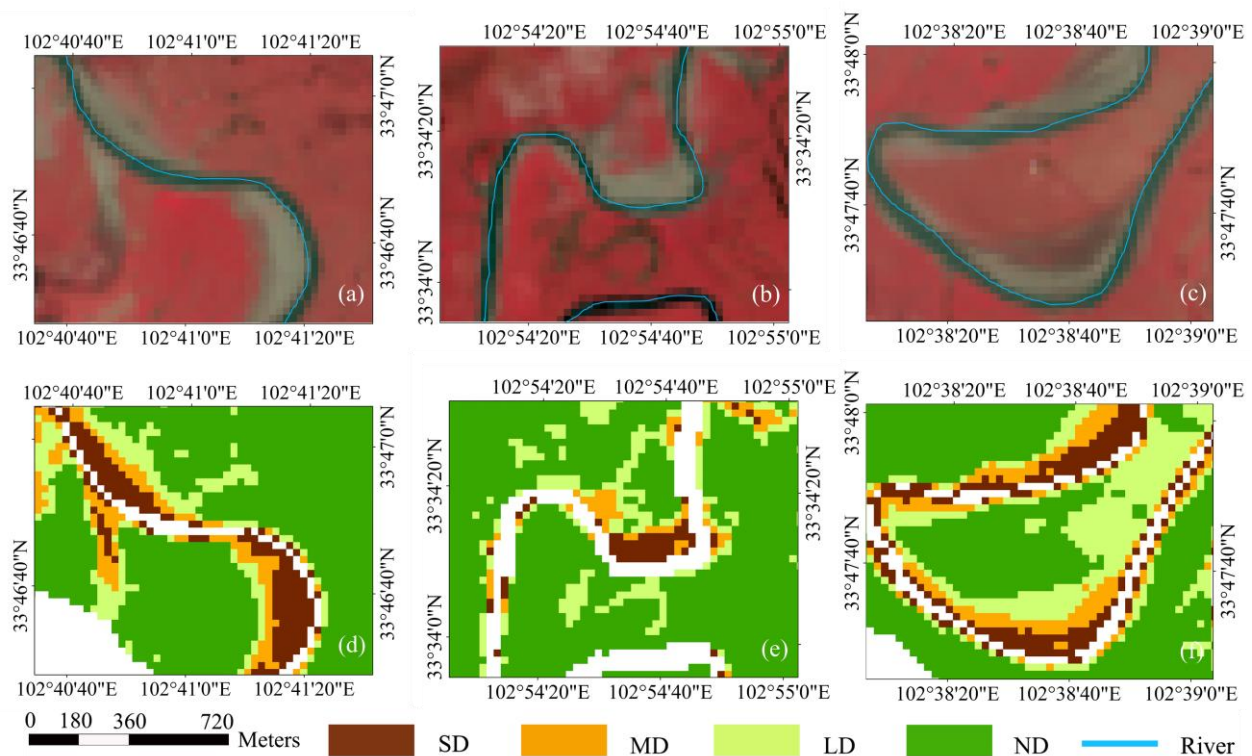 102°40'40"E 102°41'0"E 102°41'20"E
33°47'0"N
33°46'40"N
33°46'40"N
(a)
102°40'40"E 102°41'0"E 102°41'20"E
102°54'20"E 102°54'40"E 102°55'0"E
33°34'20"N
33°34'20"N
33°34'0"N
(b)
102°54'20"E 102°54'40"E 102°55'0"E
102°38'20"E 102°38'40"E 102°39'0"E
33°48'0"N
33°47'40"N
33°47'40"N
(c)
102°38'20"E 102°38'40"E 102°39'0"E
102°40'40"E 102°41'0"E 102°41'20"E
33°47'0"N
33°46'40"N
33°46'40"N
(d)
102°40'40"E 102°41'0"E 102°41'20"E
102°54'20"E 102°54'40"E 102°55'0"E
33°34'20"N
33°34'20"N
33°34'0"N
(e)
102°54'20"E 102°54'40"E 102°55'0"E
102°38'20"E 102°38'40"E 102°39'0"E
33°48'0"N
33°47'40"N
33°47'40"N
(f)
102°38'20"E 102°38'40"E 102°39'0"E
0 180 360 720
Meters SD MD LD ND River